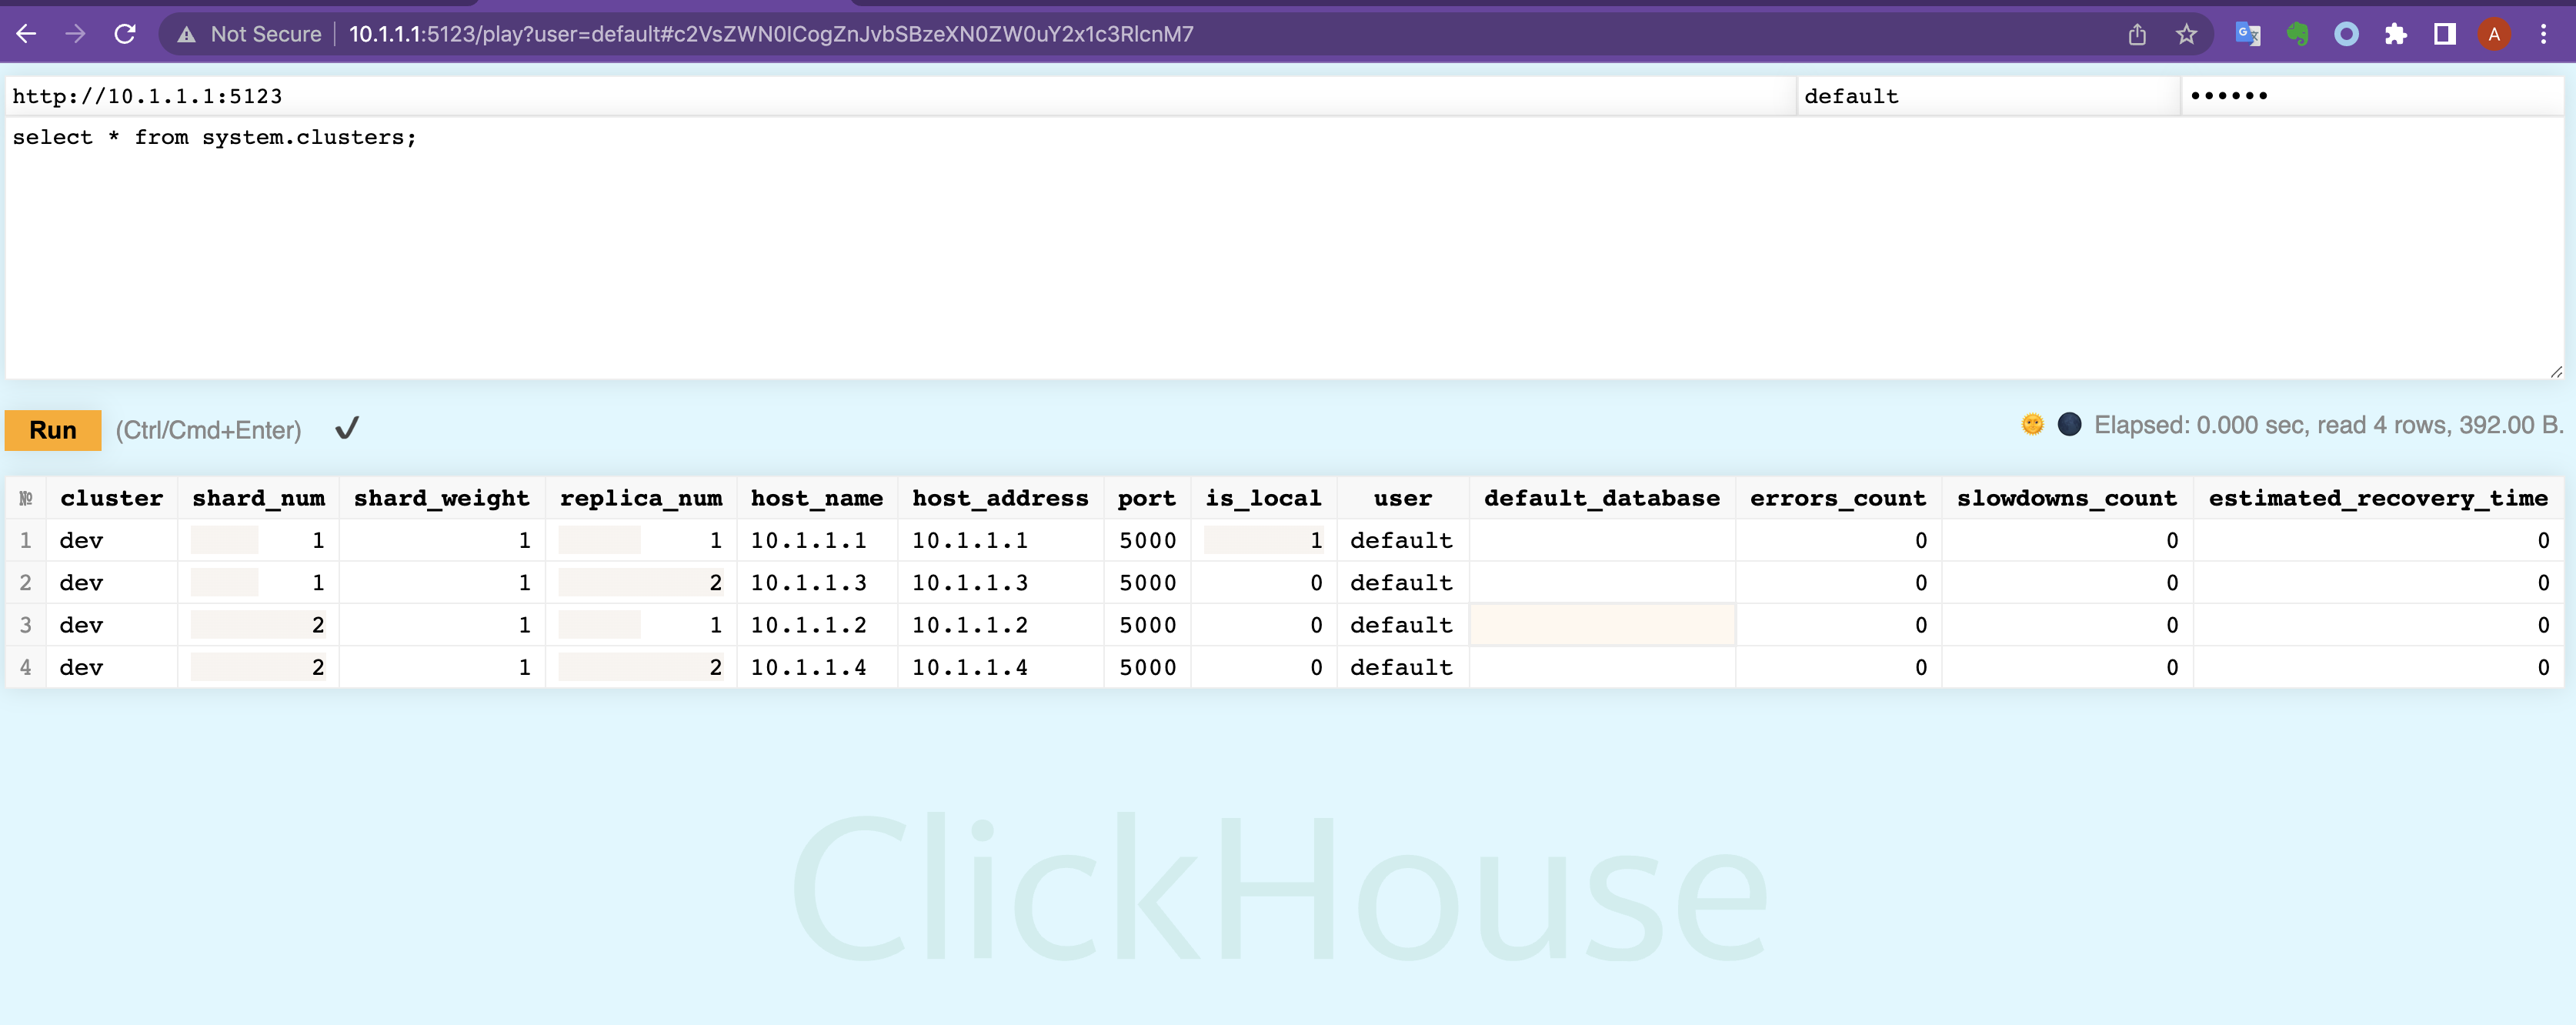 Not Secure 10.1.1.1:5123/play?user=default#c2VsZWN0ICogZnJvbSBzeXN0ZW0uY2x1c3RlcnM7 A
http://10.1.1.1:5123 default ••••••
select * from system.clusters;
Run (Ctrl/Cmd+Enter) ✔ Elapsed: 0.000 sec, read 4 rows, 392.00 B.
№ cluster shard_num shard_weight replica_num host_name host_address port is_local user default_database errors_count slowdowns_count estimated_recovery_time
1 dev 1 1 1 10.1.1.1 10.1.1.1 5000 1 default 0 0 0
2 dev 1 1 2 10.1.1.3 10.1.1.3 5000 0 default 0 0 0
3 dev 2 1 1 10.1.1.2 10.1.1.2 5000 0 default 0 0 0
4 dev 2 1 2 10.1.1.4 10.1.1.4 5000 0 default 0 0 0
ClickHouse